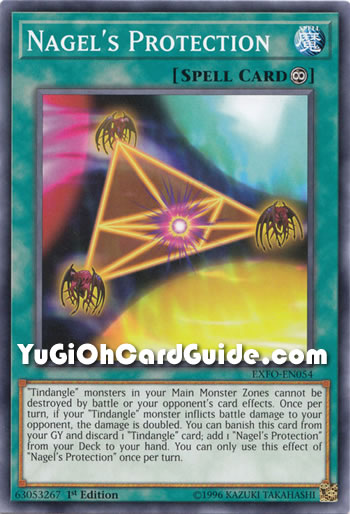 NAGEL'S PROTECTION
魔
[SPELL CARD]
YuGiOhCardGuide.com
EXFO-EN054
"Tindangle" monsters in your Main Monster Zones cannot be
destroyed by battle or your opponent's card effects. Once per
turn, if your "Tindangle" monster inflicts battle damage to your
opponent, the damage is doubled. You can banish this card from
your GY and discard 1 "Tindangle" card; add 1 "Nagel's Protection"
from your Deck to your hand. You can only use this effect of
"Nagel's Protection" once per turn.
63053267 1st Edition ©1996 KAZUKI TAKAHASHI